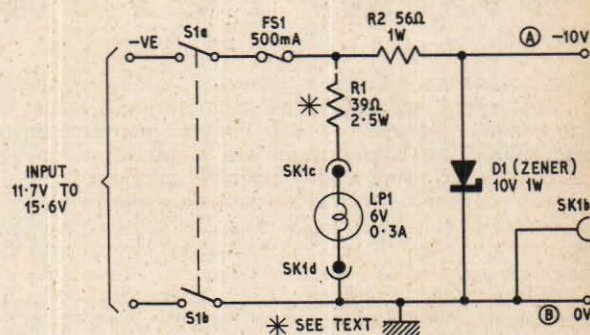 -VE
S1a
FS1
500mA
R2 56Ω
1W
Ⓐ -10V
✳ R1
39Ω
2·5W
INPUT
11·7V TO
15·6V
SK1c
LP1
6V
0·3A
D1 (ZENER)
10V 1W
SK1b
SK1d
S1b
✳ SEE TEXT
Ⓑ 0V